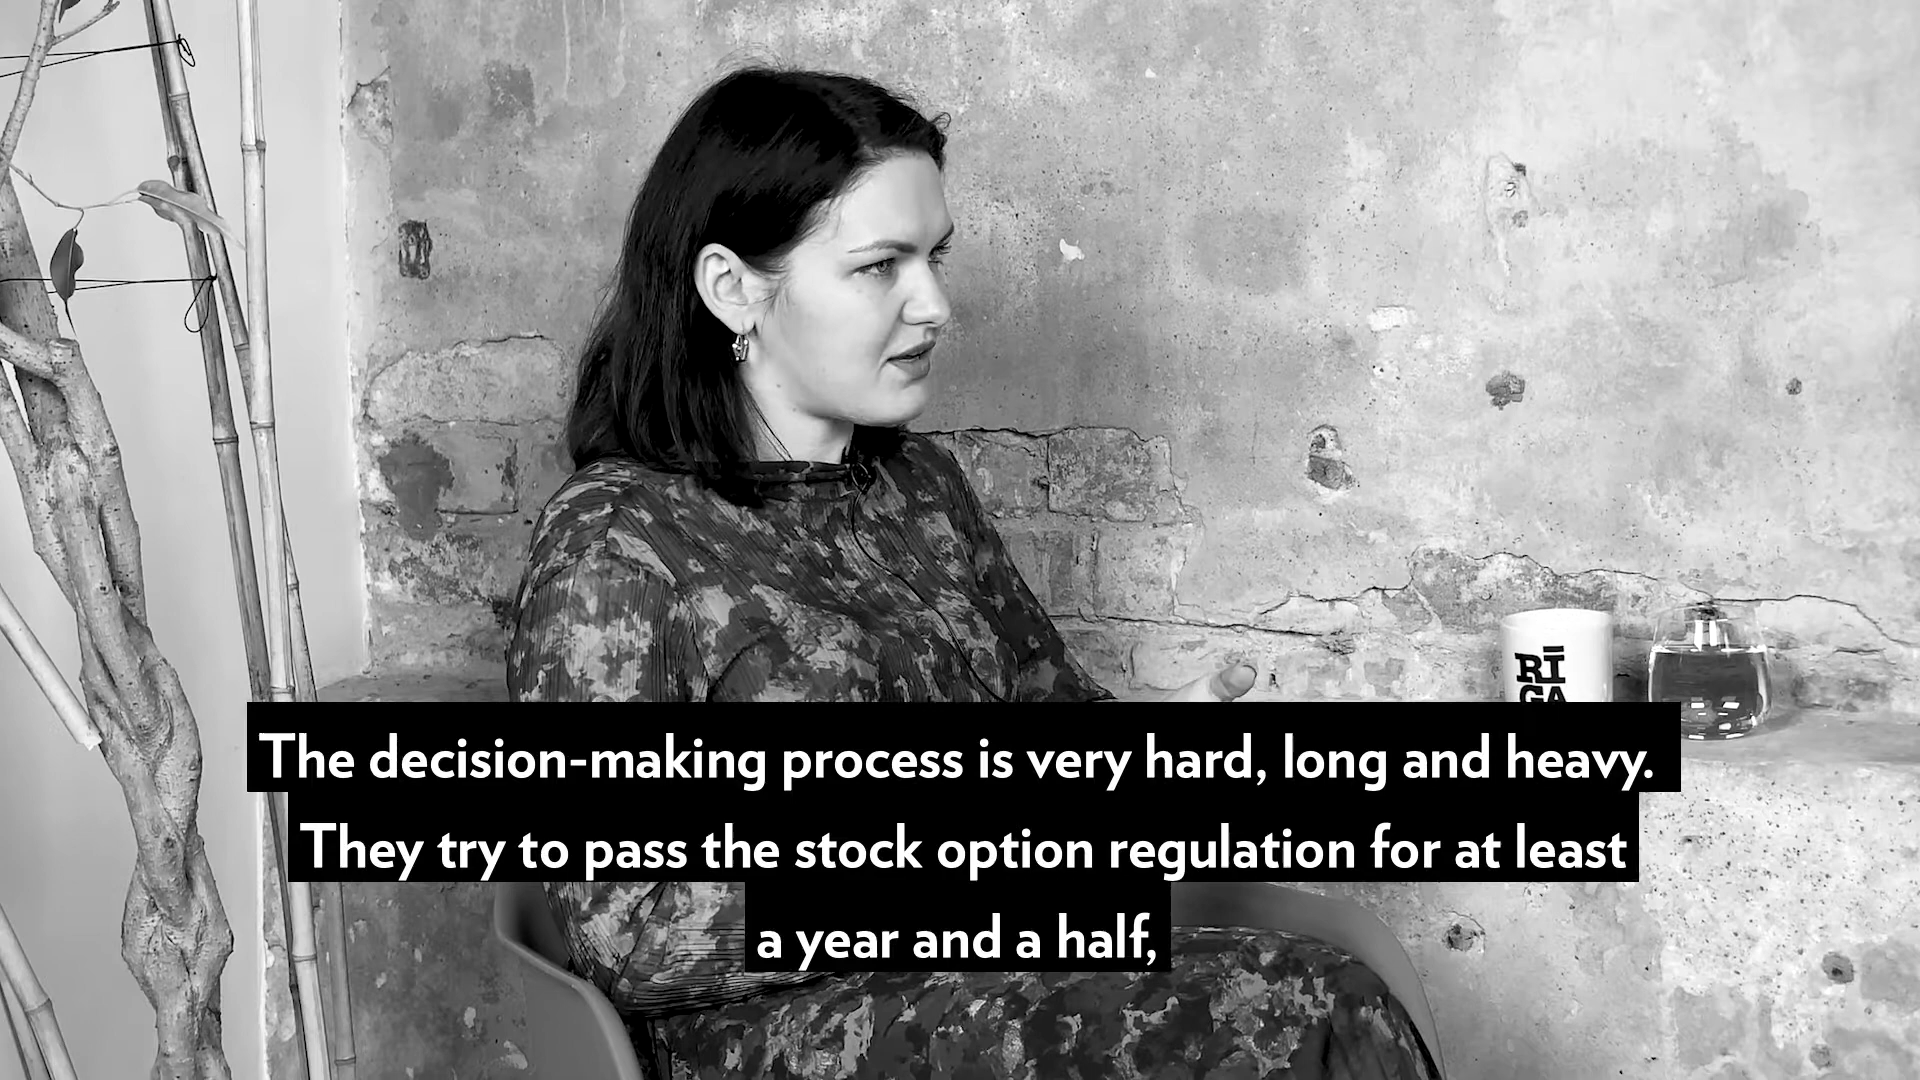 RĪ
GA
The decision-making process is very hard, long and heavy.
They try to pass the stock option regulation for at least
a year and a half,